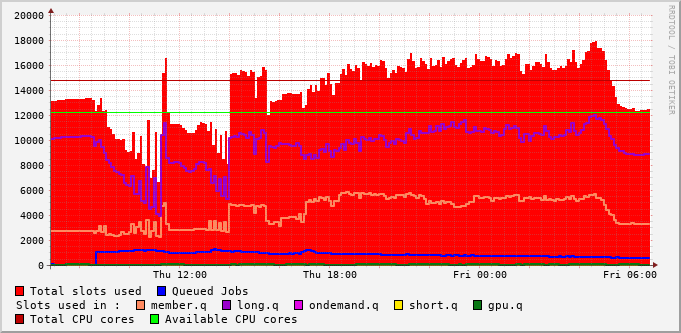 20000
18000
16000
14000
12000
10000
8000
6000
4000
2000
0
Thu 12:00 Thu 18:00 Fri 00:00 Fri 06:00
RRDTOOL / TOBI OETIKER
Total slots used Queued Jobs
Slots used in : member.q long.q ondemand.q short.q gpu.q
Total CPU cores Available CPU cores